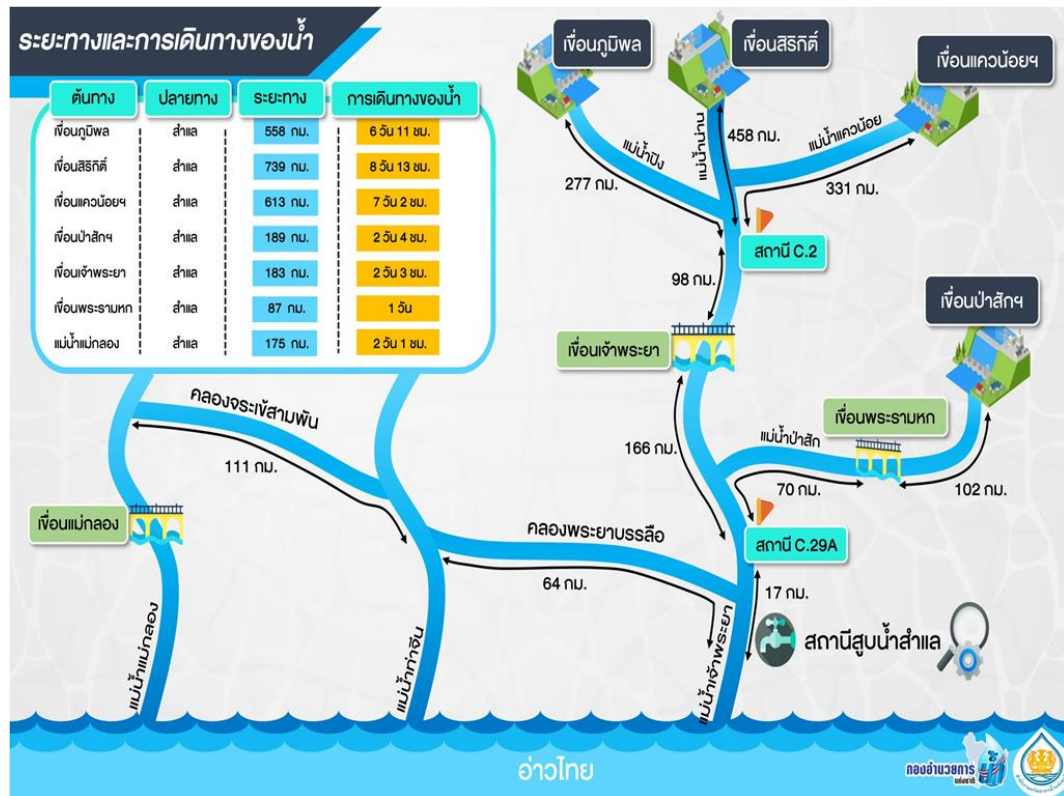 ระยะทางและการเดินทางของน้ำ
ต้นทาง ปลายทาง ระยะทาง การเดินทางของน้ำ
เขื่อนภูมิพล สำแล 558 กม. 6 วัน 11 ชม.
เขื่อนสิริกิติ์ สำแล 739 กม. 8 วัน 13 ชม.
เขื่อนแควน้อยฯ สำแล 613 กม. 7 วัน 2 ชม.
เขื่อนป่าสักฯ สำแล 189 กม. 2 วัน 4 ชม.
เขื่อนเจ้าพระยา สำแล 183 กม. 2 วัน 3 ชม.
เขื่อนพระรามหก สำแล 87 กม. 1 วัน
แม่น้ำแม่กลอง สำแล 175 กม. 2 วัน 1 ชม.
เขื่อนภูมิพล
เขื่อนสิริกิติ์
เขื่อนแควน้อยฯ
แม่น้ำปิง
277 กม.
แม่น้ำน่าน
458 กม.
แม่น้ำแควน้อย
331 กม.
สถานี C.2
98 กม.
เขื่อนป่าสักฯ
เขื่อนเจ้าพระยา
เขื่อนพระรามหก
แม่น้ำป่าสัก
166 กม.
70 กม.
102 กม.
คลองจระเข้สามพัน
111 กม.
เขื่อนแม่กลอง
คลองพระยาบรรลือ
64 กม.
สถานี C.29A
17 กม.
สถานีสูบน้ำสำแล
แม่น้ำแม่กลอง
แม่น้ำท่าจีน
แม่น้ำเจ้าพระยา
อ่าวไทย
กองอำนวยการ
น้ำ
แห่งชาติ